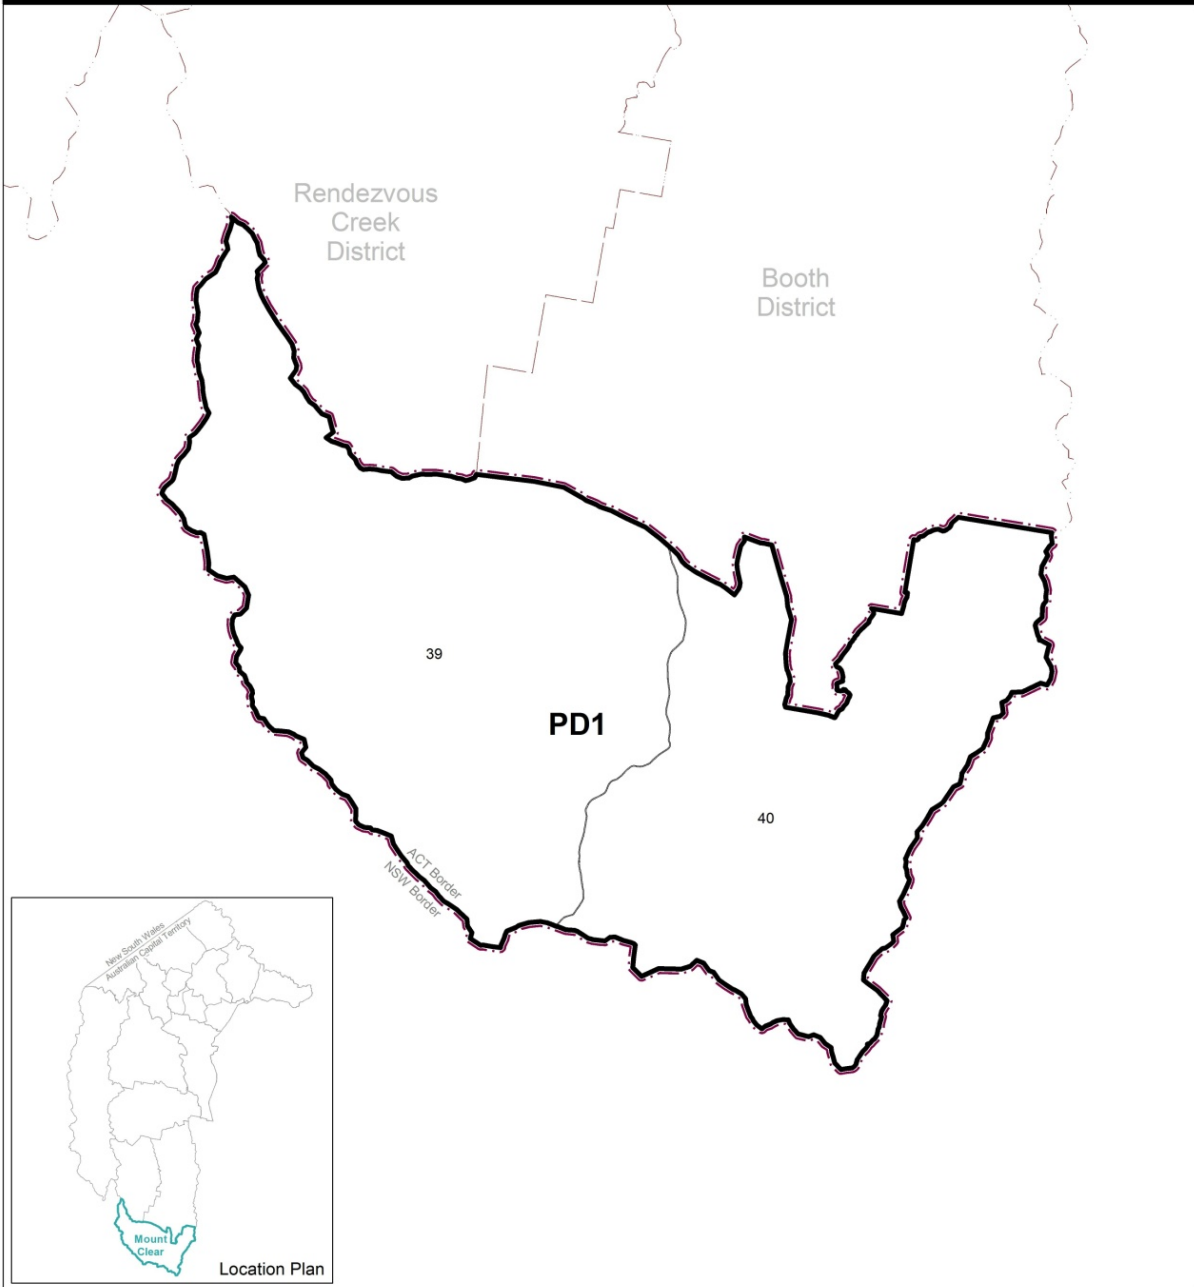 Rendezvous
Creek
District
Booth
District
39
PD1
40
ACT Border
NSW Border
New South Wales
Australian Capital Territory
Mount
Clear
Location Plan